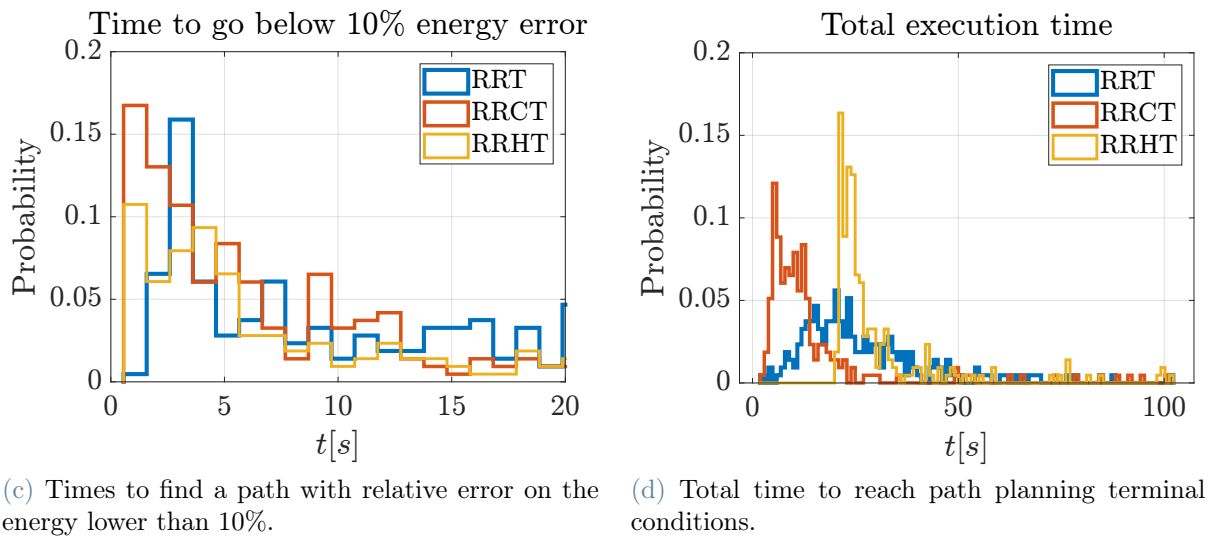 Time to go below 10% energy error
0.2
0.15
0.1
0.05
0
Probability
RRT
RRCT
RRHT
0 5 10 15 20
t[s]
(c) Times to find a path with relative error on the
energy lower than 10%.
Total execution time
0.2
0.15
0.1
0.05
0
Probability
RRT
RRCT
RRHT
0 50 100
t[s]
(d) Total time to reach path planning terminal
conditions.